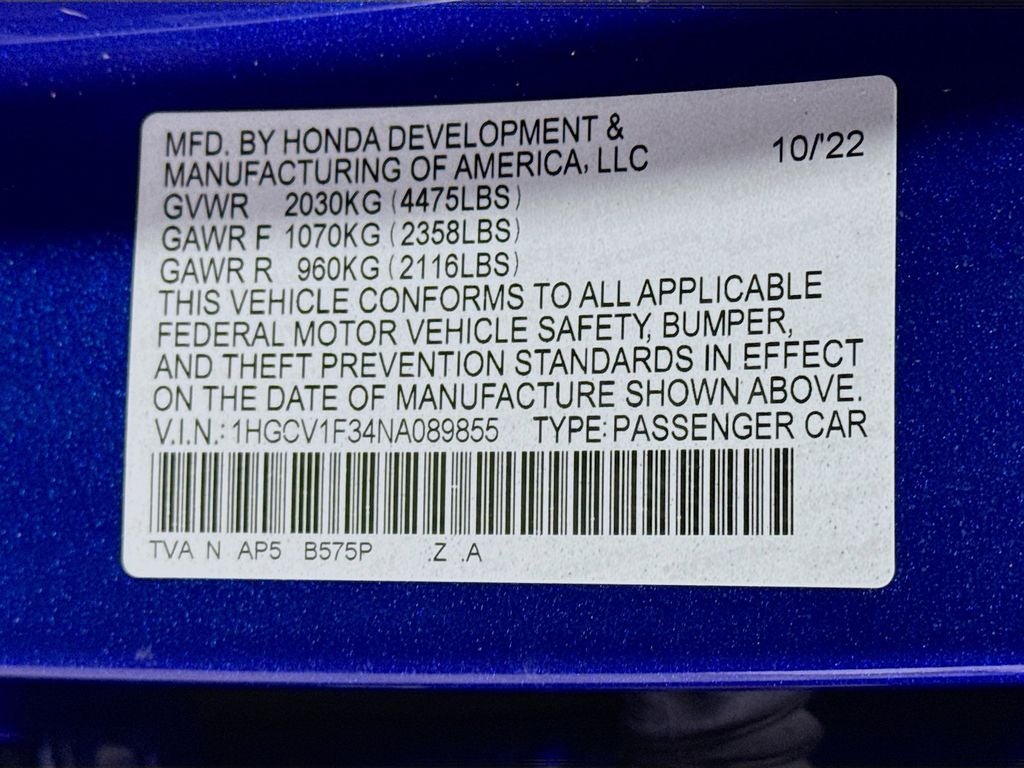 MFD. BY HONDA DEVELOPMENT &
MANUFACTURING OF AMERICA, LLC 10/'22
GVWR 2030KG (4475LBS)
GAWR F 1070KG (2358LBS)
GAWR R 960KG (2116LBS)
THIS VEHICLE CONFORMS TO ALL APPLICABLE
FEDERAL MOTOR VEHICLE SAFETY, BUMPER,
AND THEFT PREVENTION STANDARDS IN EFFECT
ON THE DATE OF MANUFACTURE SHOWN ABOVE.
V.I.N.: 1HGCV1F34NA089855 TYPE: PASSENGER CAR
TVA N AP5 B575P .Z .A